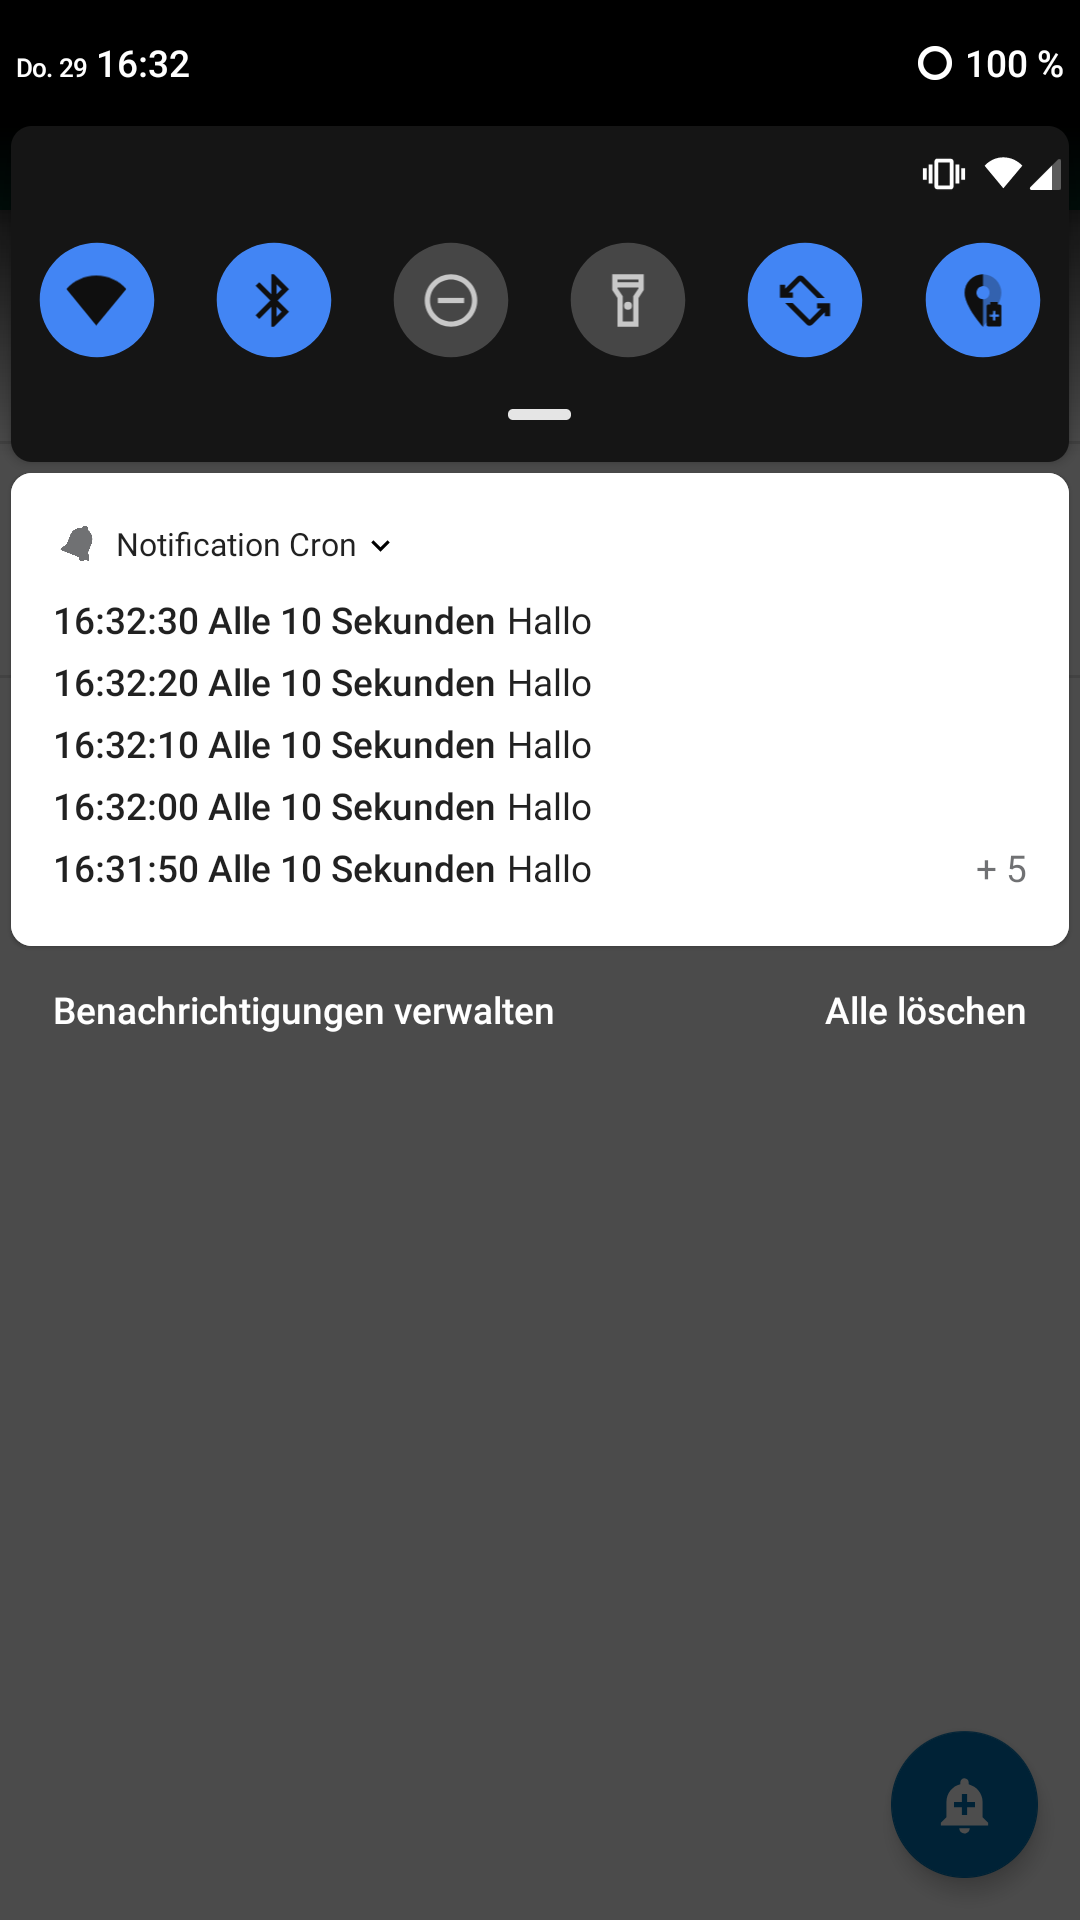 Do. 29 16:32 100 %
Notification Cron
16:32:30 Alle 10 Sekunden Hallo
16:32:20 Alle 10 Sekunden Hallo
16:32:10 Alle 10 Sekunden Hallo
16:32:00 Alle 10 Sekunden Hallo
16:31:50 Alle 10 Sekunden Hallo + 5
Benachrichtigungen verwalten Alle löschen